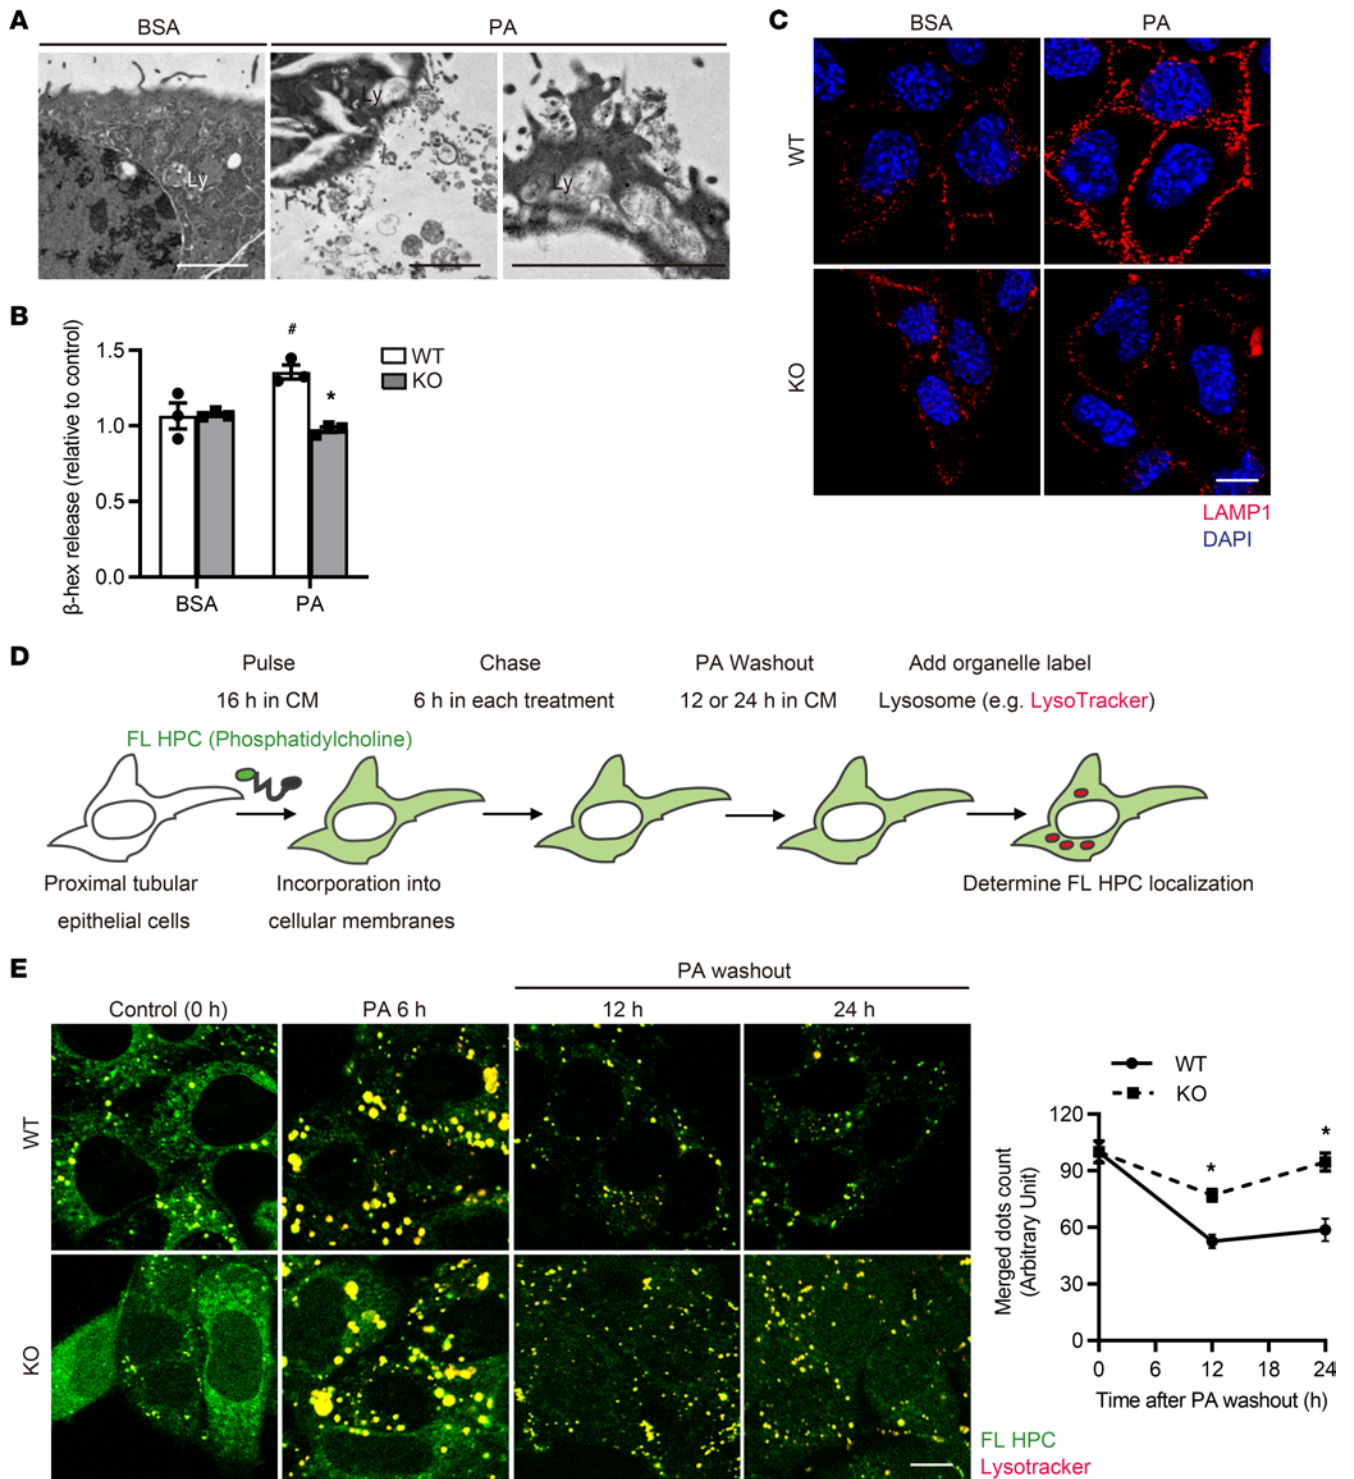 A
BSA
PA
Ly
Ly
Ly
B
β-hex release (relative to control)
1.5
1.0
0.5
0.0
#
*
WT
KO
BSA
PA
C
BSA
PA
WT
KO
LAMP1
DAPI
D
Pulse
16 h in CM
Chase
6 h in each treatment
PA Washout
12 or 24 h in CM
Add organelle label
Lysosome (e.g. LysoTracker)
FL HPC (Phosphatidylcholine)
Proximal tubular
epithelial cells
Incorporation into
cellular membranes
Determine FL HPC localization
E
PA washout
Control (0 h)
PA 6 h
12 h
24 h
WT
KO
FL HPC
Lysotracker
WT
KO
Merged dots count
(Arbitrary Unit)
120
90
60
30
0
*
*
0 6 12 18 24
Time after PA washout (h)